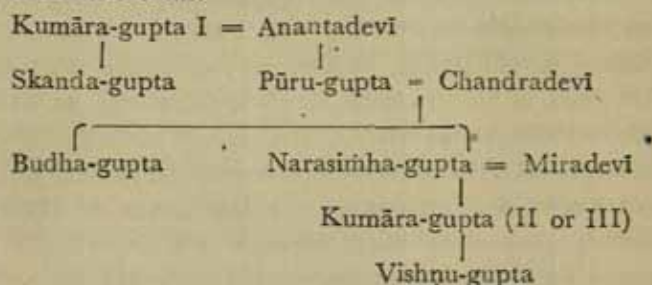 Kumāra-gupta I = Anantadevī
Skanda-gupta Pūru-gupta = Chandradevī
Budha-gupta Narasiṁha-gupta = Miradevī
Kumāra-gupta (II or III)
Vishṇu-gupta